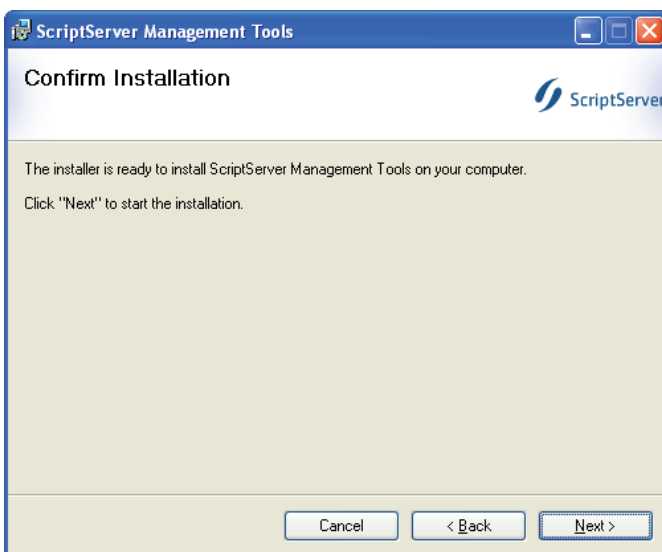 ScriptServer Management Tools
Confirm Installation
ScriptServer
The installer is ready to install ScriptServer Management Tools on your computer.
Click "Next" to start the installation.
Cancel
< Back
Next >